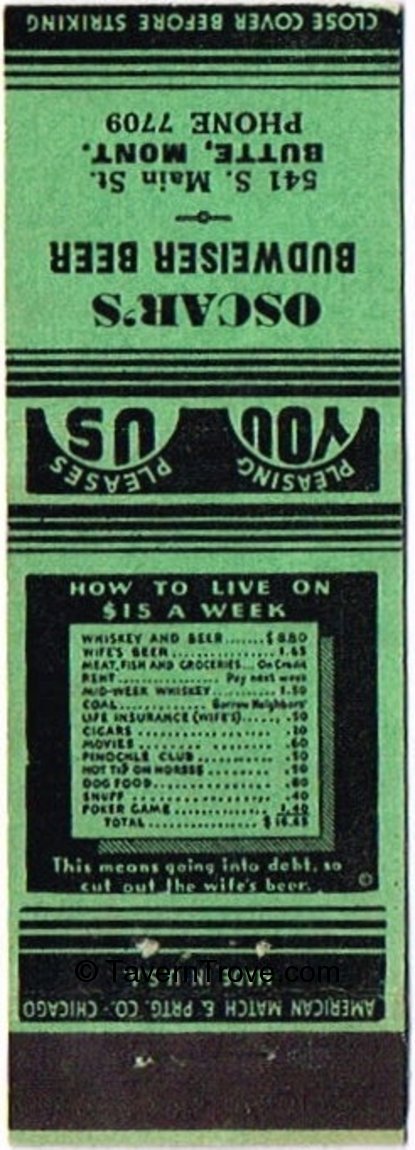 CLOSE COVER BEFORE STRIKING
OSCAR'S
BUDWEISER BEER
541 S. Main St.
BUTTE, MONT.
PHONE 7709
PLEASING YOU PLEASES US
HOW TO LIVE ON
$15 A WEEK
WHISKEY AND BEER.......$8.80
WIFE'S BEER................1.65
MEAT, FISH AND GROCERIES...On Credit
RENT..................Pay next week
MID-WEEK WHISKEY..........1.50
COAL.............Borrow Neighbors'
LIFE INSURANCE (WIFE'S)......50
CIGARS.....................20
MOVIES.....................60
PINOCHLE CLUB..............50
HOT TIP ON HORSES..........50
DOG FOOD...................60
SNUFF......................40
POKER GAME................1.40
TOTAL.................$16.65
This means going into debt, so
cut out the wife's beer.
©
© TavernTrove.com
AMERICAN MATCH & PRTG. CO. - CHICAGO